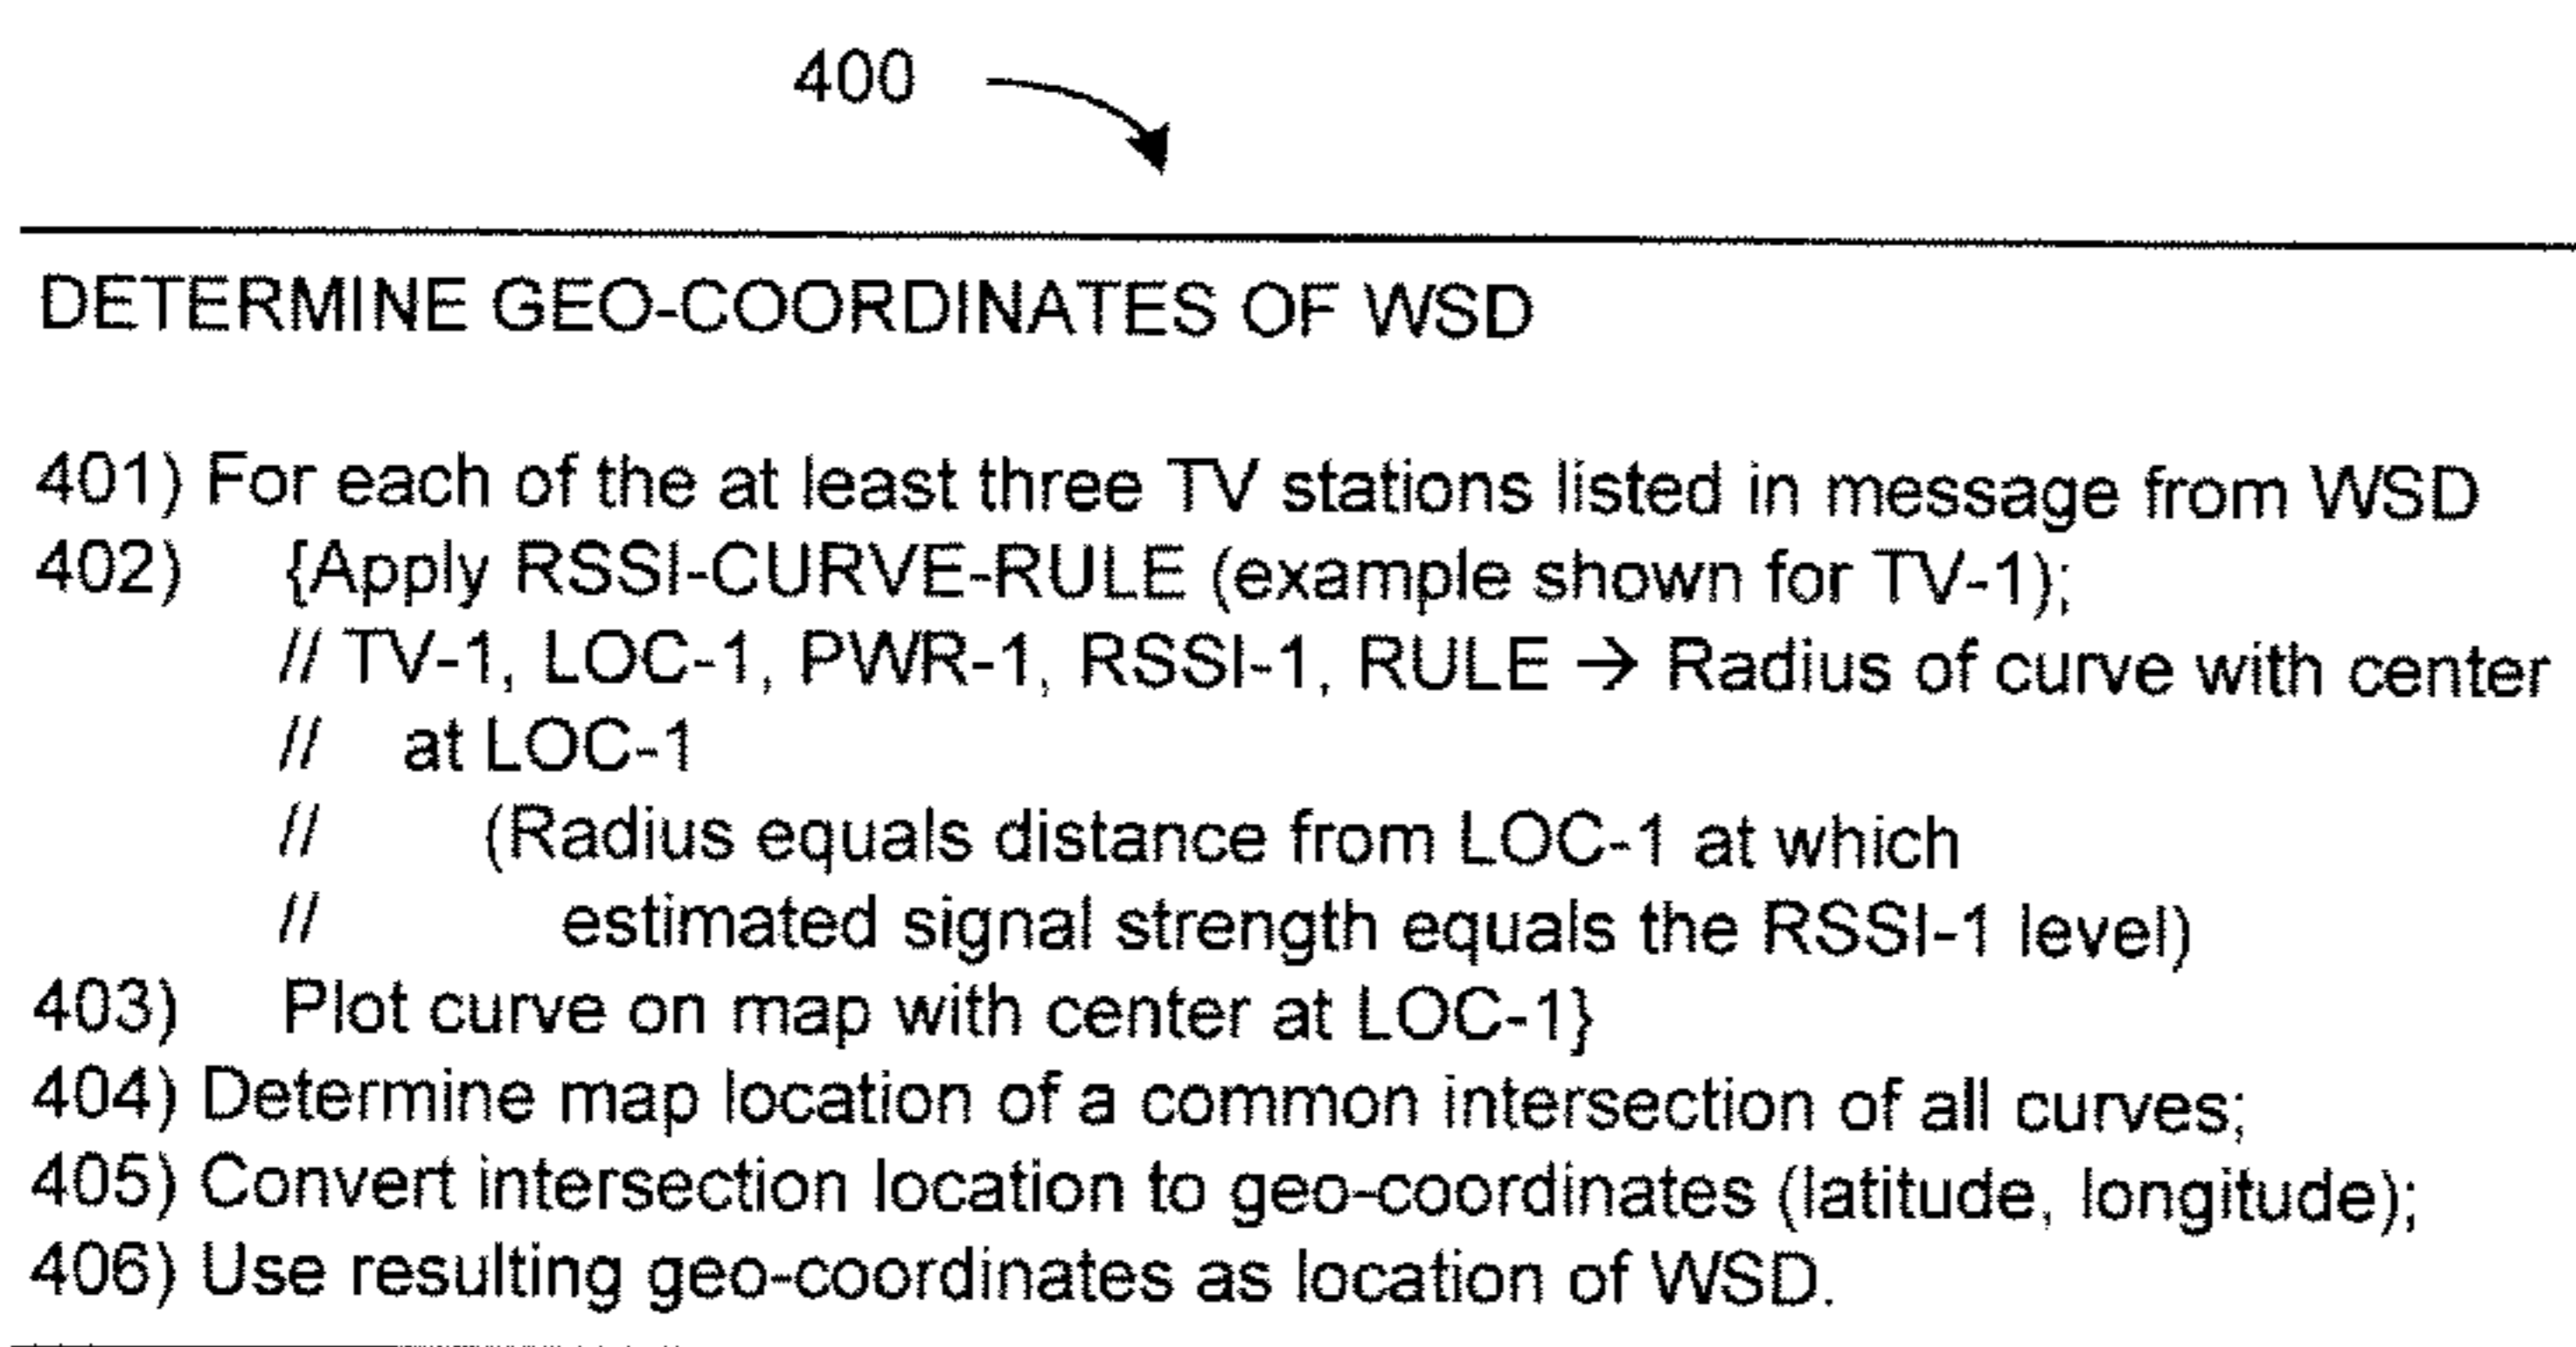 400
DETERMINE GEO-COORDINATES OF WSD
401) For each of the at least three TV stations listed in message from WSD
402) {Apply RSSI-CURVE-RULE (example shown for TV-1);
// TV-1, LOC-1, PWR-1, RSSI-1, RULE → Radius of curve with center
// at LOC-1
// (Radius equals distance from LOC-1 at which
// estimated signal strength equals the RSSI-1 level)
403) Plot curve on map with center at LOC-1}
404) Determine map location of a common intersection of all curves;
405) Convert intersection location to geo-coordinates (latitude, longitude);
406) Use resulting geo-coordinates as location of WSD.